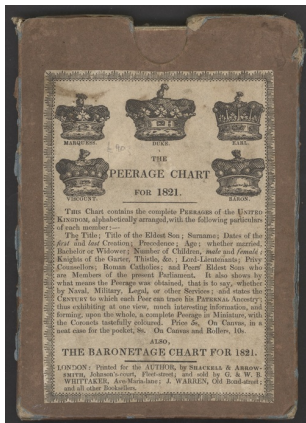 MARQUESS.
DUKE.
EARL.
THE
PEERAGE CHART
FOR 1821.
VISCOUNT.
BARON.
THIS Chart contains the complete PEERAGES of the UNITED
KINGDOM, alphabetically arranged, with the following particulars
of each member:—
The Title; Title of the Eldest Son; Surname; Dates of the
first and last Creation; Precedence; Age; whether married,
Bachelor or Widower; Number of Children, male and female;
Knights of the Garter, Thistle, &c.; Lord-Lieutenants; Privy
Counsellors; Roman Catholics; and Peers' Eldest Sons who
are Members of the present Parliament. It also shews by
what means the Peerage was obtained, that is to say, whether
by Naval, Military, Legal, or other Services; and states the
CENTURY to which each Peer can trace his PATERNAL Ancestry;
thus exhibiting at one view, much interesting information, and
forming, upon the whole, a complete Peerage in Miniature, with
the Coronets tastefully coloured. Price 5s. On Canvas, in a
neat case for the pocket, 8s. On Canvas and Rollers, 10s.
ALSO,
THE BARONETAGE CHART FOR 1821.
LONDON: Printed for the AUTHOR, by SHACKELL & ARROW-
SMITH, Johnson's-court, Fleet-street; and sold by G. & W. B.
WHITTAKER, Ave-Maria-lane; J. WARREN, Old Bond-street;
and all other Booksellers.